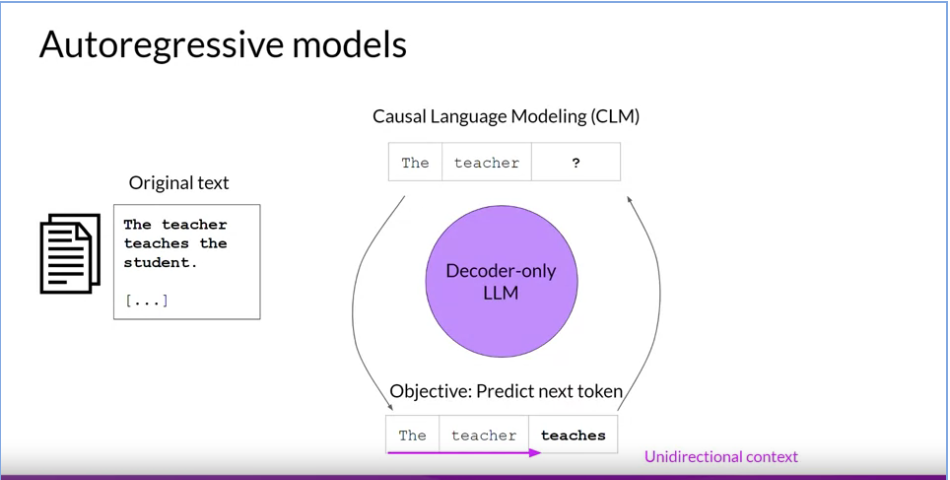 Autoregressive models
Causal Language Modeling (CLM)
The teacher ?
Original text
The teacher
teaches the
student.
[...]
Decoder-only
LLM
Objective: Predict next token
The teacher teaches
Unidirectional context